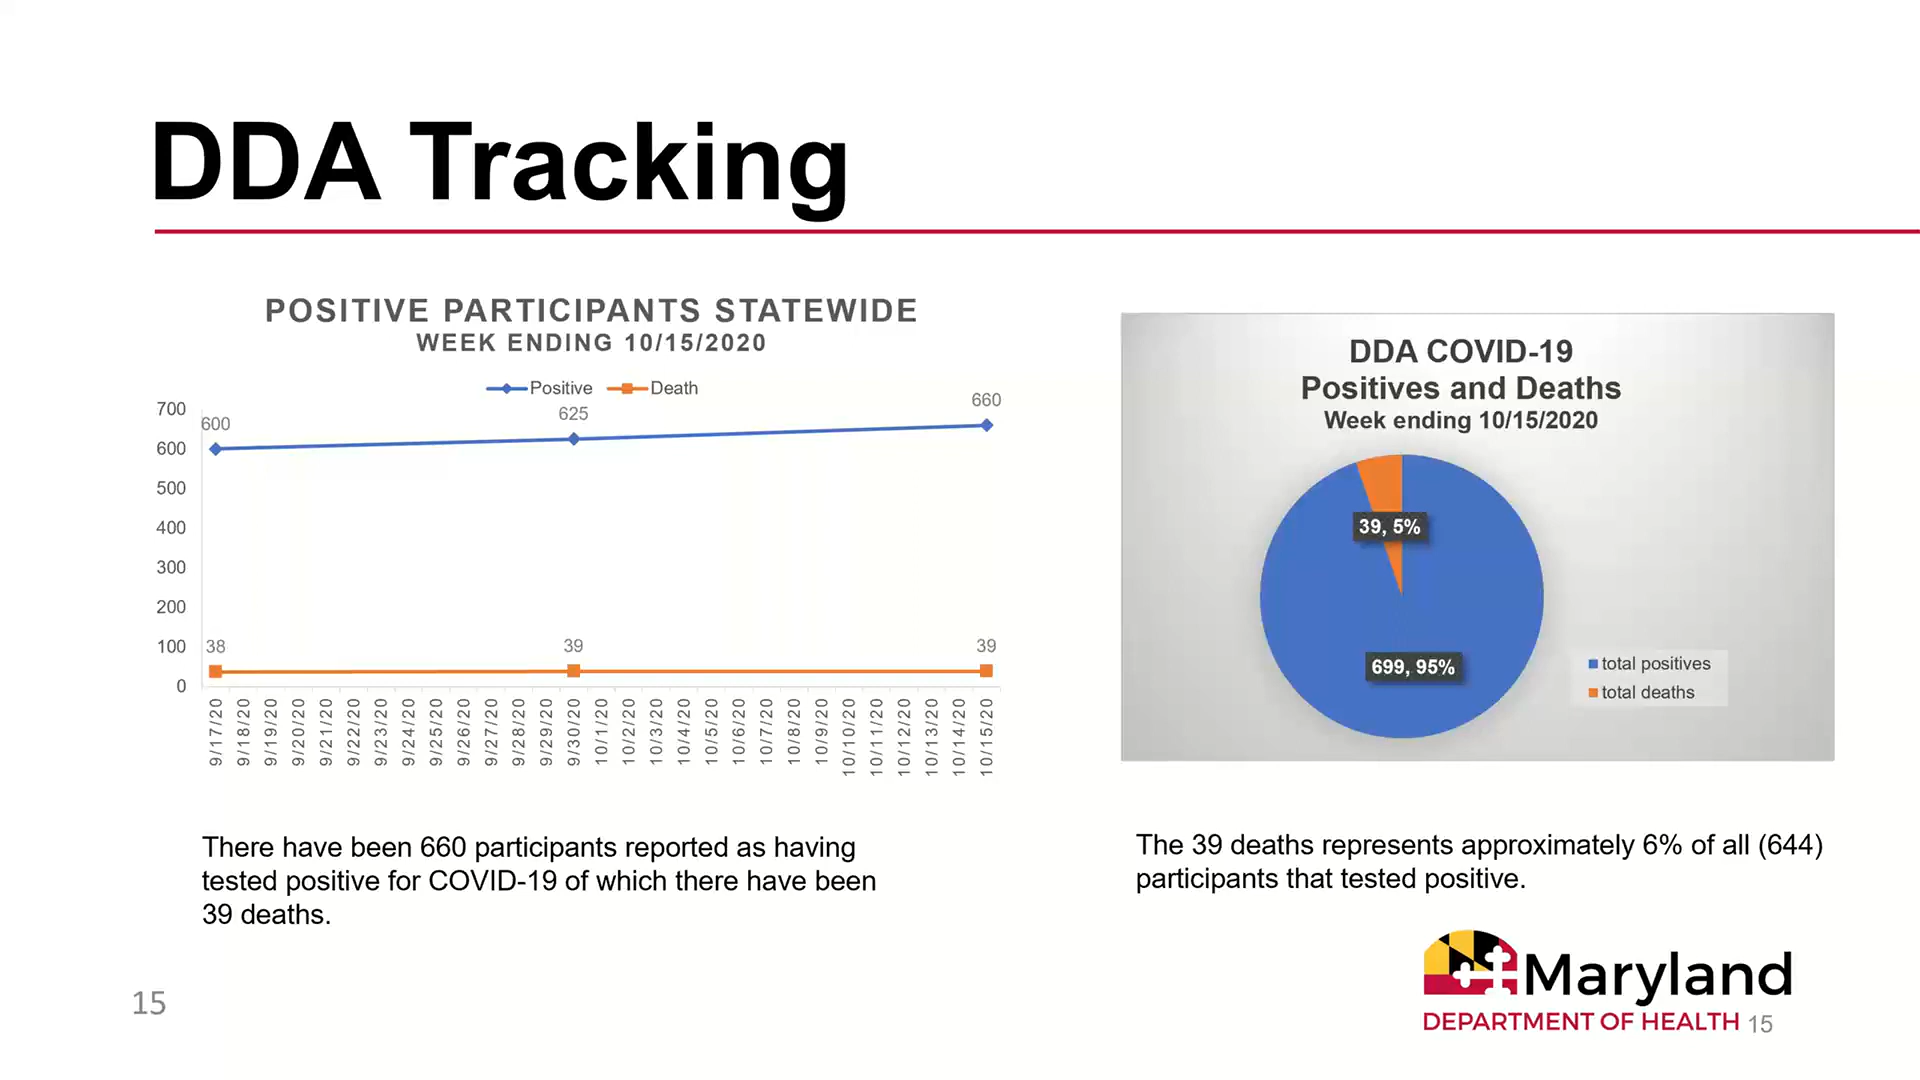 DDA Tracking
POSITIVE PARTICIPANTS STATEWIDE
WEEK ENDING 10/15/2020
Positive Death
700
600
500
400
300
200
100
0
600
625
660
38
39
39
9/17/20
9/18/20
9/19/20
9/20/20
9/21/20
9/22/20
9/23/20
9/24/20
9/25/20
9/26/20
9/27/20
9/28/20
9/29/20
9/30/20
10/1/20
10/2/20
10/3/20
10/4/20
10/5/20
10/6/20
10/7/20
10/8/20
10/9/20
10/10/20
10/11/20
10/12/20
10/13/20
10/14/20
10/15/20
There have been 660 participants reported as having
tested positive for COVID-19 of which there have been
39 deaths.
DDA COVID-19
Positives and Deaths
Week ending 10/15/2020
39, 5%
699, 95%
total positives
total deaths
The 39 deaths represents approximately 6% of all (644)
participants that tested positive.
15
Maryland
DEPARTMENT OF HEALTH 15